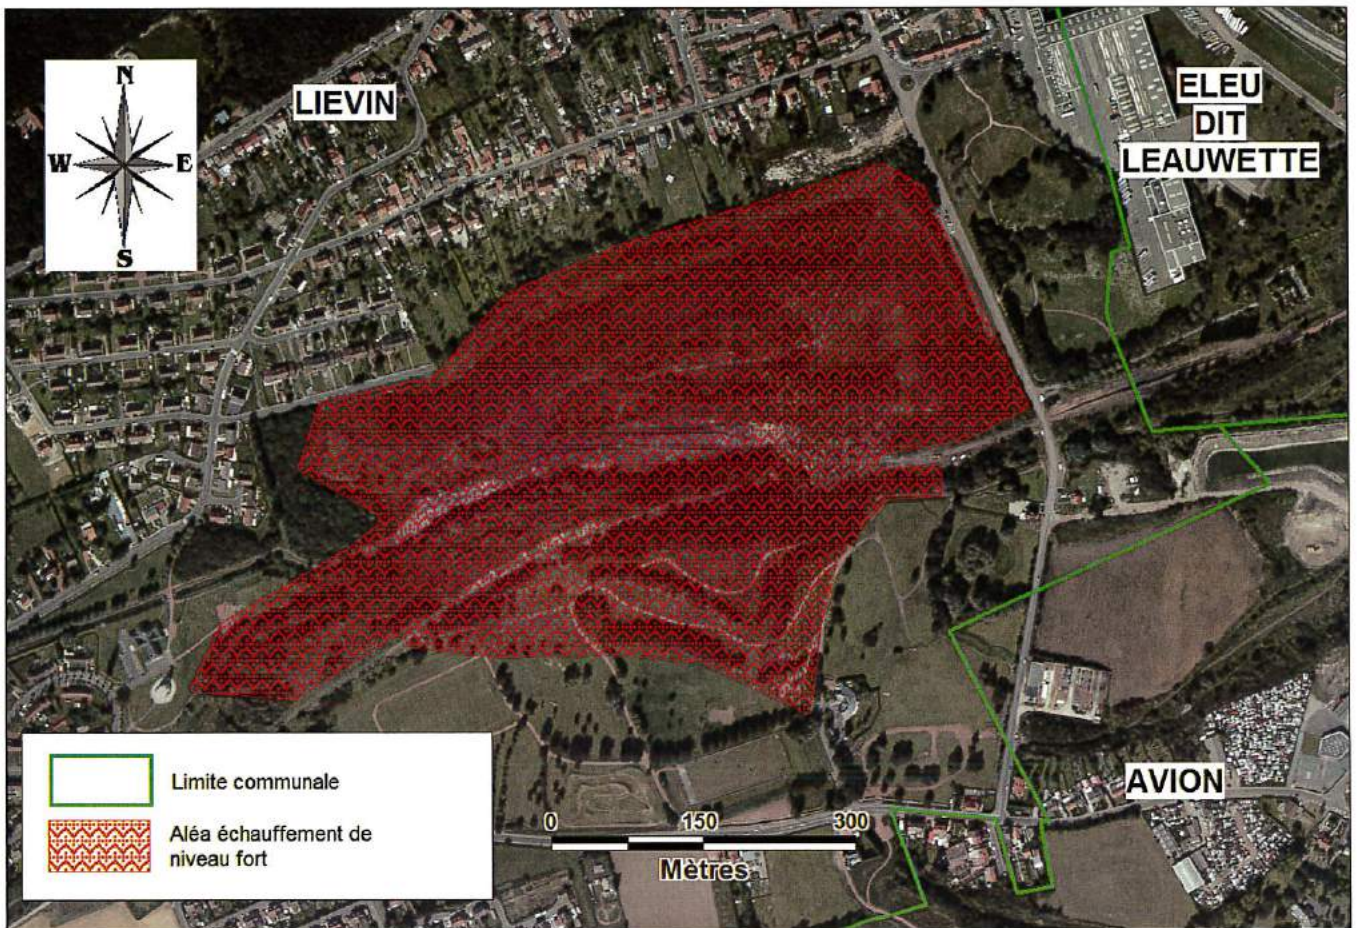 N
W E
S
LIEVIN
ELEU
DIT
LEAUWETTE
AVION
Limite communale
Aléa échauffement de
niveau fort
0 150 300
Mètres